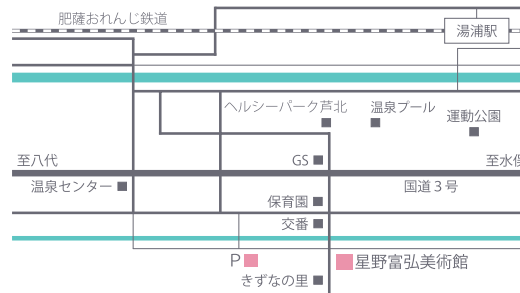 肥薩おれんじ鉄道
湯浦駅
ヘルシーパーク芦北
温泉プール
運動公園
至八代
GS
至水俣
温泉センター
国道3号
保育園
交番
P
星野富弘美術館
きずなの里